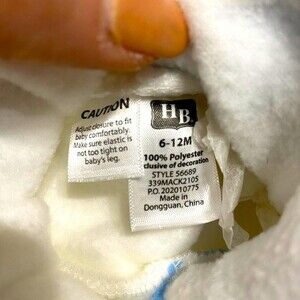 CAUTION
Adjust closure to fit
baby comfortably.
Make sure elastic is
not too tight on
baby's leg.
HB
6-12M
100% Polyester
clusive of decoration
STYLE 56689
339MACK2105
P.O. 202010775
Made in
Dongguan, China